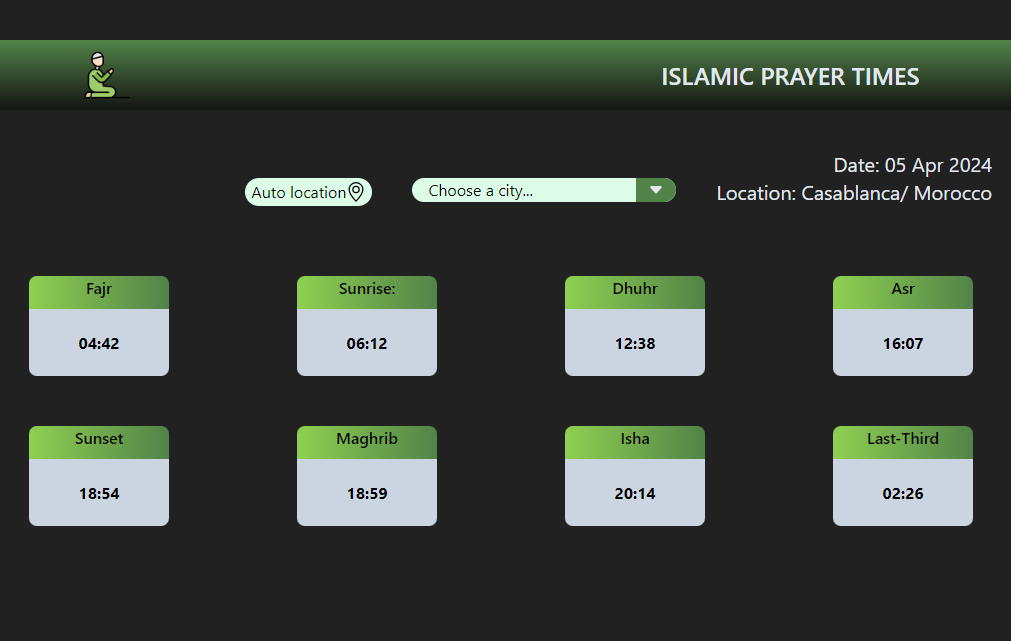 ISLAMIC PRAYER TIMES
Date: 05 Apr 2024
Auto location
Choose a city...
Location: Casablanca/ Morocco
Fajr
04:42
Sunrise:
06:12
Dhuhr
12:38
Asr
16:07
Sunset
18:54
Maghrib
18:59
Isha
20:14
Last-Third
02:26